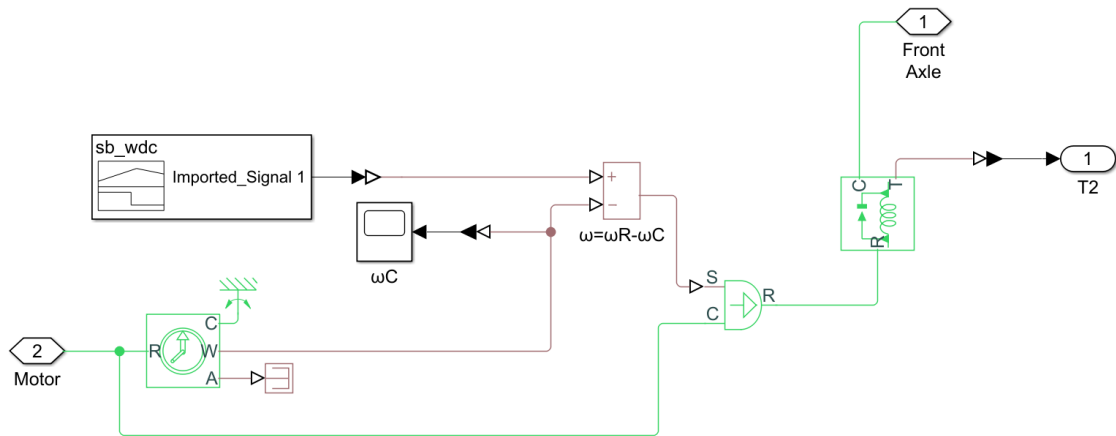 1
Front
Axle
sb_wdc
Imported_Signal 1
+
−
ω=ωR-ωC
ωC
C
T
R
1
T2
S
C
R
2
Motor
R
C
W
A